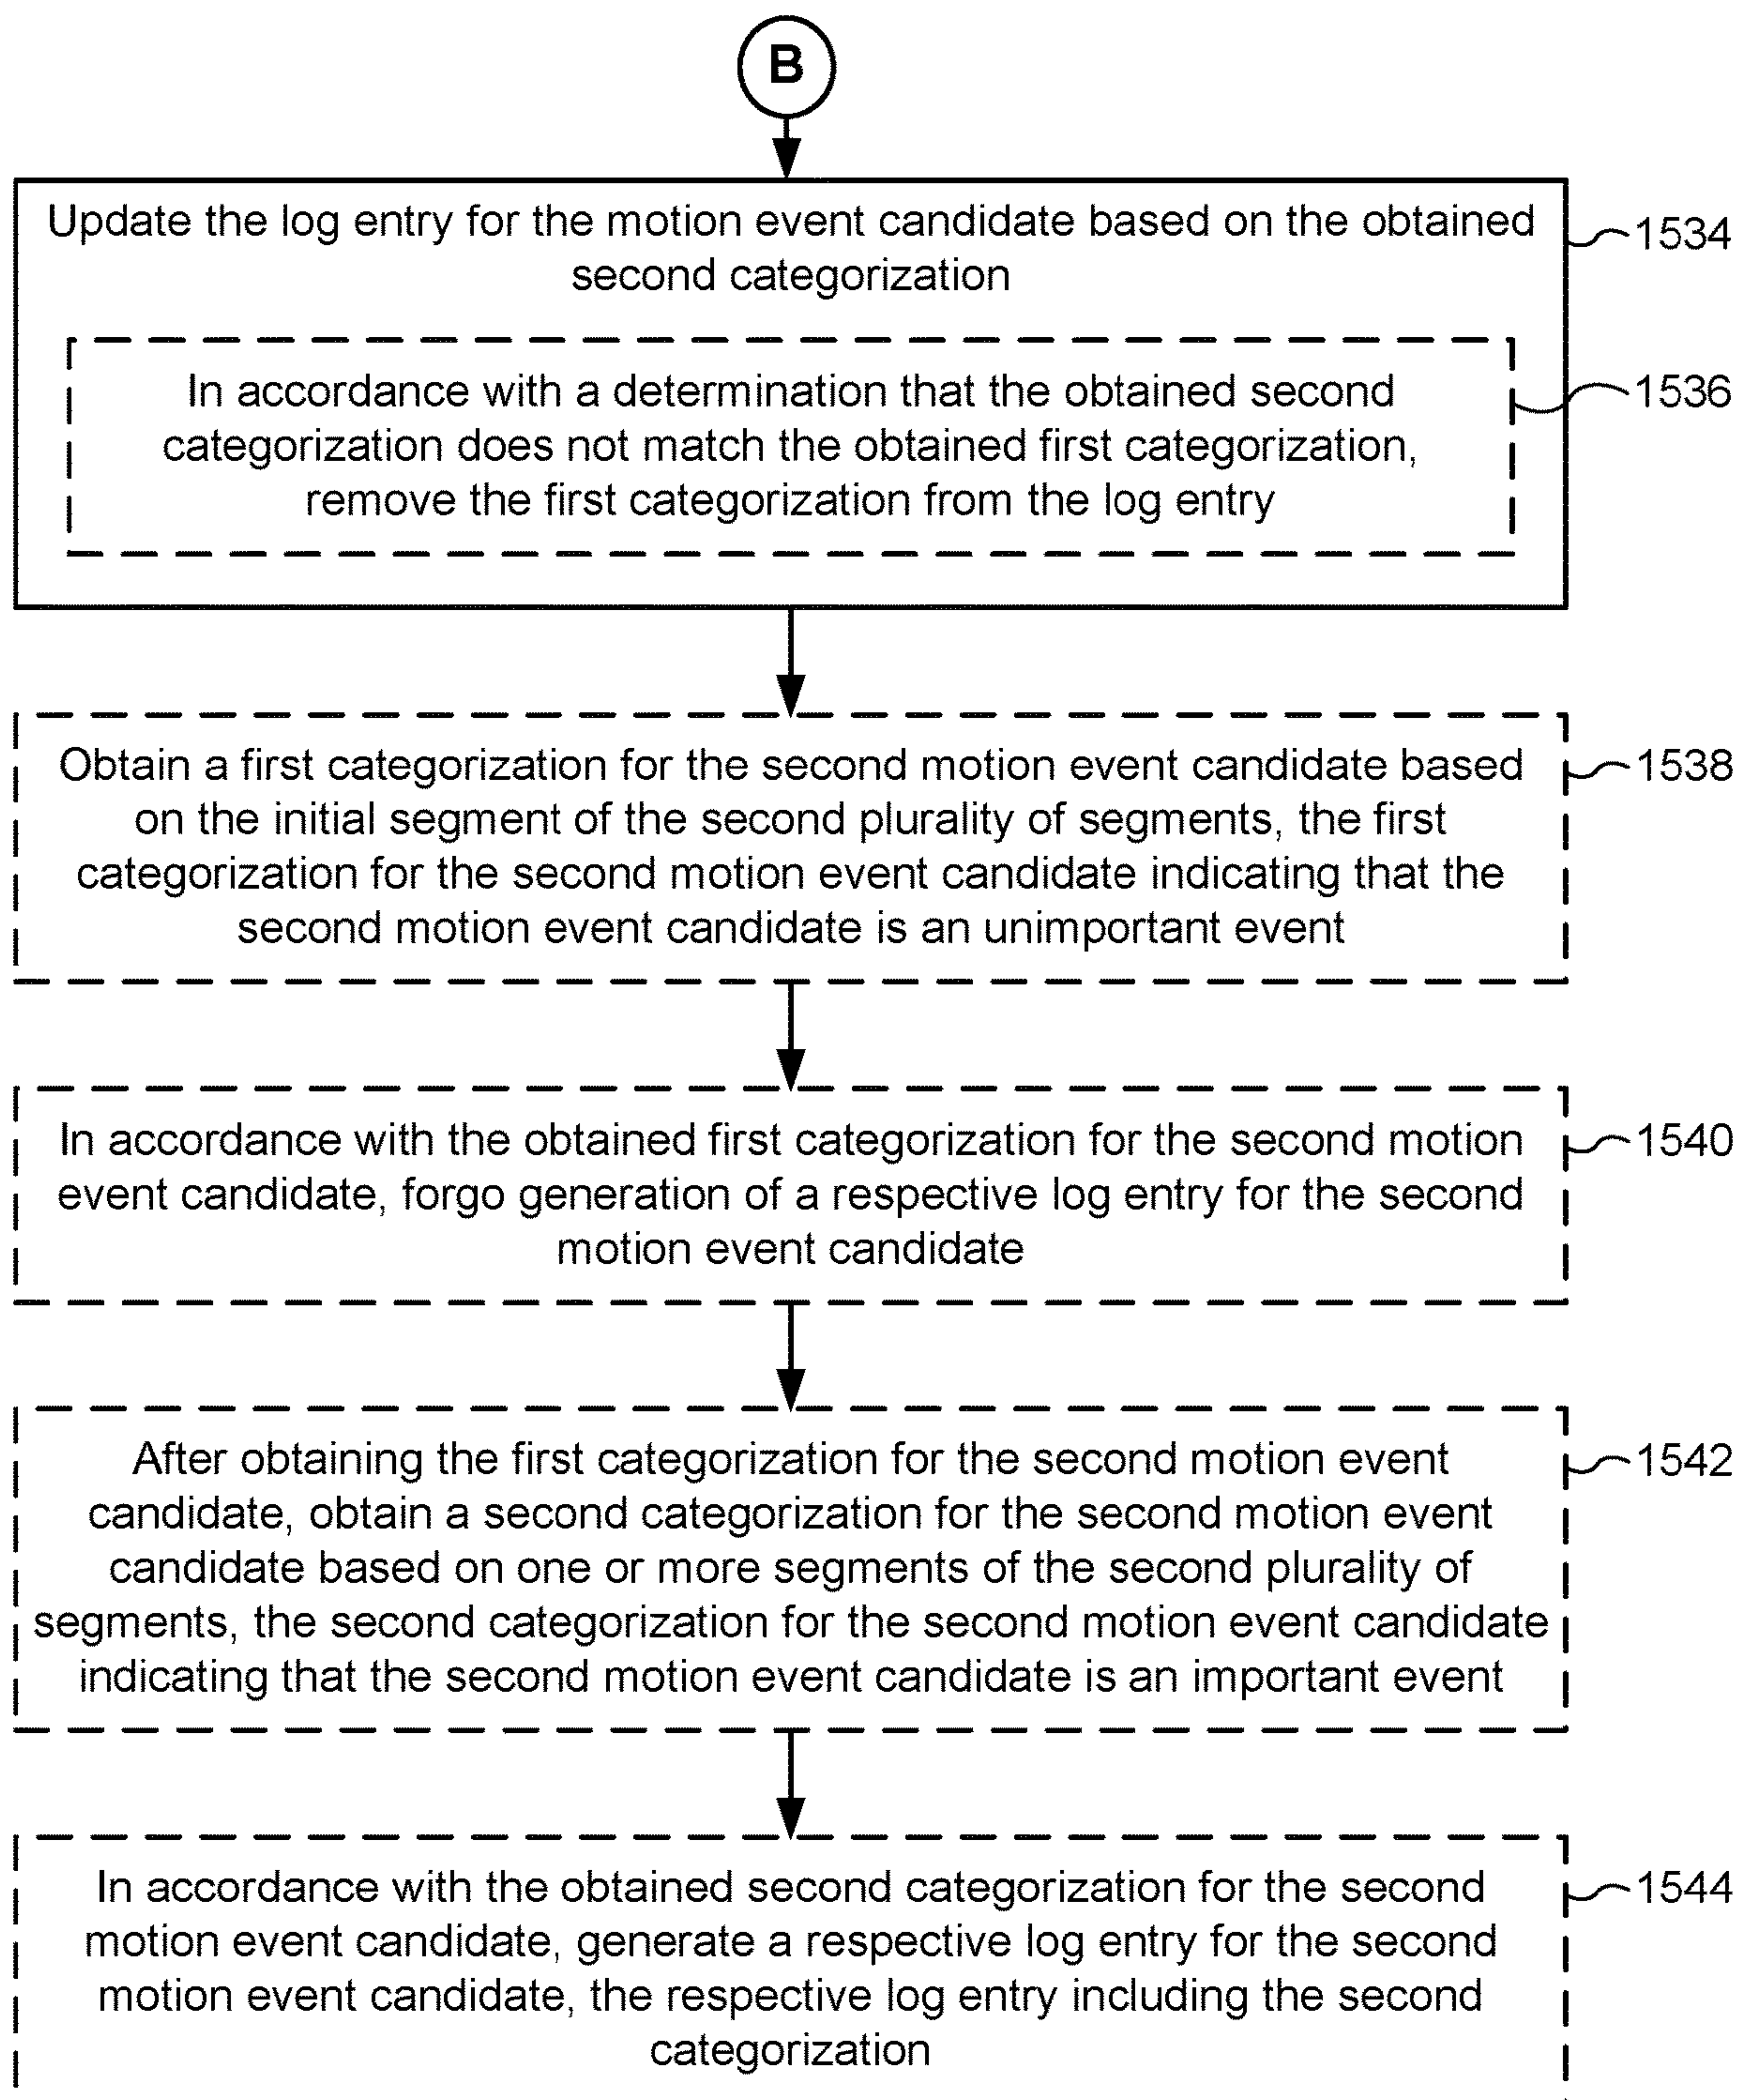 B
Update the log entry for the motion event candidate based on the obtained
second categorization
1534
In accordance with a determination that the obtained second
categorization does not match the obtained first categorization,
remove the first categorization from the log entry
1536
Obtain a first categorization for the second motion event candidate based
on the initial segment of the second plurality of segments, the first
categorization for the second motion event candidate indicating that the
second motion event candidate is an unimportant event
1538
In accordance with the obtained first categorization for the second motion
event candidate, forgo generation of a respective log entry for the second
motion event candidate
1540
After obtaining the first categorization for the second motion event
candidate, obtain a second categorization for the second motion event
candidate based on one or more segments of the second plurality of
segments, the second categorization for the second motion event candidate
indicating that the second motion event candidate is an important event
1542
In accordance with the obtained second categorization for the second
motion event candidate, generate a respective log entry for the second
motion event candidate, the respective log entry including the second
categorization
1544